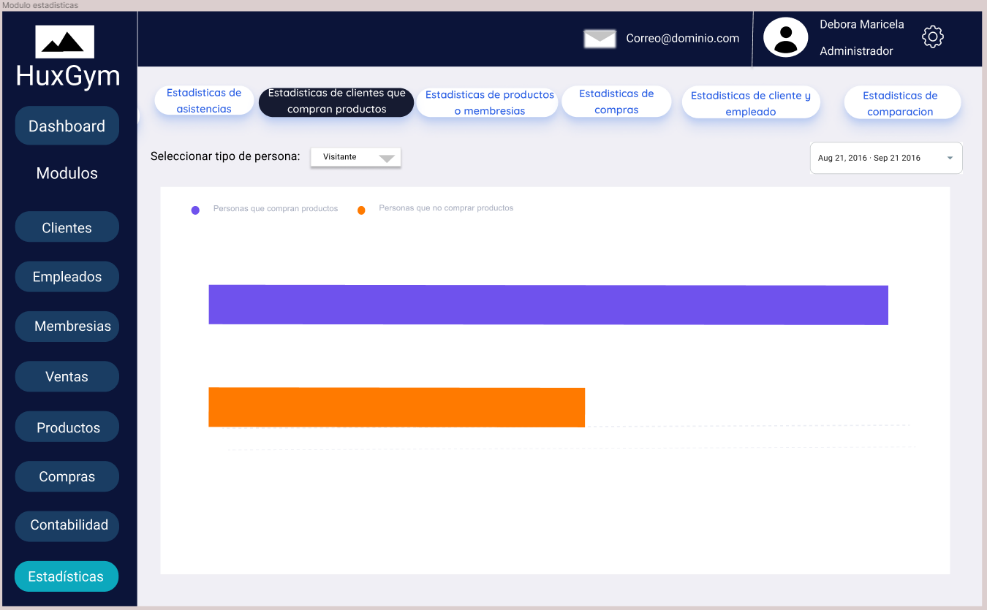 Modulo estadisticas
HuxGym
Correo@dominio.com
Debora Maricela
Administrador
Dashboard
Modulos
Clientes
Empleados
Membresias
Ventas
Productos
Compras
Contabilidad
Estadísticas
Estadisticas de
asistencias
Estadisticas de clientes que
compran productos
Estadisticas de productos
o membresias
Estadisticas de
compras
Estadisticas de cliente y
empleado
Estadisticas de
comparacion
Seleccionar tipo de persona:
Visitante
Aug 21, 2016 - Sep 21 2016
Personas que compran productos
Personas que no comprar productos